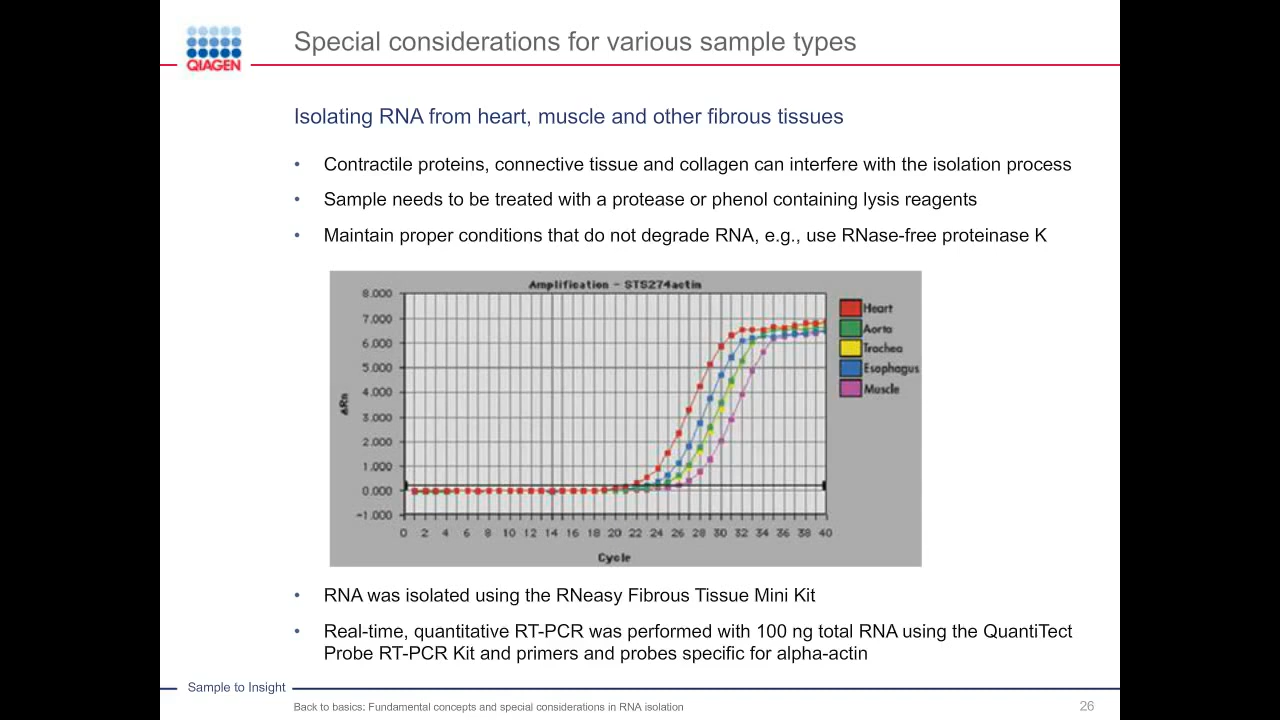 Special considerations for various sample types
QIAGEN
Isolating RNA from heart, muscle and other fibrous tissues
• Contractile proteins, connective tissue and collagen can interfere with the isolation process
• Sample needs to be treated with a protease or phenol containing lysis reagents
• Maintain proper conditions that do not degrade RNA, e.g., use RNase-free proteinase K
Amplification - STS274actin
8.000
7.000
6.000
5.000
4.000
3.000
2.000
1.000
0.000
-1.000
ΔRn
0 2 4 6 8 10 12 14 16 18 20 22 24 26 28 30 32 34 36 38 40
Cycle
Heart
Aorta
Trachea
Esophagus
Muscle
• RNA was isolated using the RNeasy Fibrous Tissue Mini Kit
• Real-time, quantitative RT-PCR was performed with 100 ng total RNA using the QuantiTect
Probe RT-PCR Kit and primers and probes specific for alpha-actin
Sample to Insight
Back to basics: Fundamental concepts and special considerations in RNA isolation
26